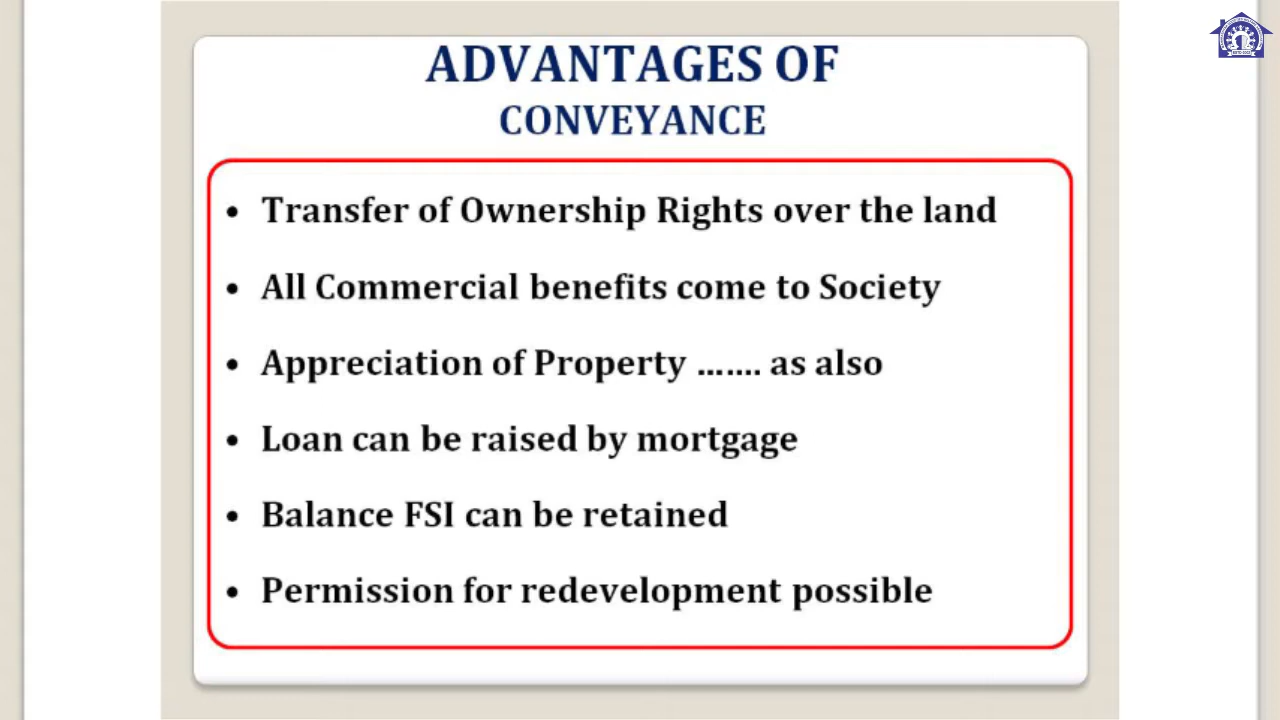 ADVANTAGES OF
CONVEYANCE
• Transfer of Ownership Rights over the land
• All Commercial benefits come to Society
• Appreciation of Property ....... as also
• Loan can be raised by mortgage
• Balance FSI can be retained
• Permission for redevelopment possible